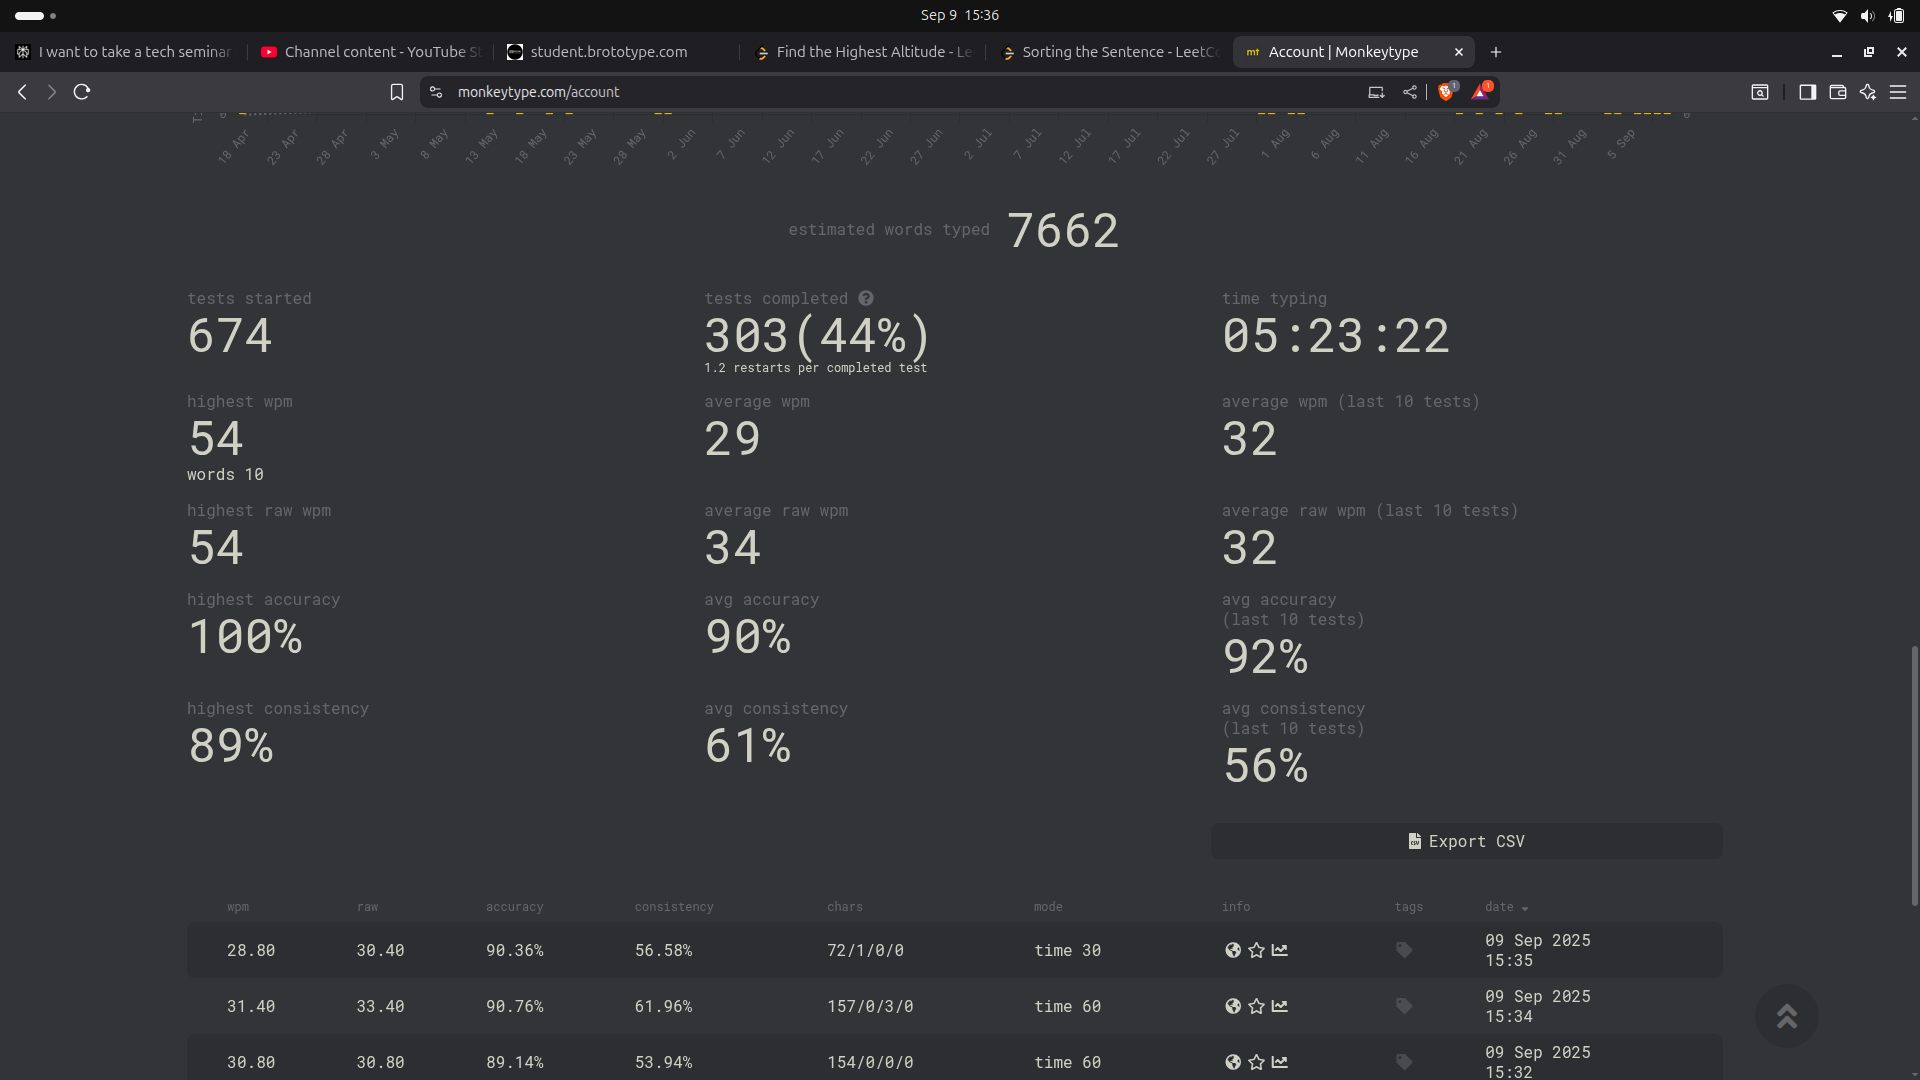 Sep 9 15:36
I want to take a tech seminar
Channel content - YouTube St
student.brototype.com
Find the Highest Altitude - Le
Sorting the Sentence - LeetCo
mt Account | Monkeytype
monkeytype.com/account
1
1
0 0
18 Apr 23 Apr 28 Apr 3 May 8 May 13 May 18 May 23 May 28 May 2 Jun 7 Jun 12 Jun 17 Jun 22 Jun 27 Jun 2 Jul 7 Jul 12 Jul 17 Jul 22 Jul 27 Jul 1 Aug 6 Aug 11 Aug 16 Aug 21 Aug 26 Aug 31 Aug 5 Sep
estimated words typed 7662
tests started
674
tests completed ?
303(44%)
1.2 restarts per completed test
time typing
05:23:22
highest wpm
54
words 10
average wpm
29
average wpm (last 10 tests)
32
highest raw wpm
54
average raw wpm
34
average raw wpm (last 10 tests)
32
highest accuracy
100%
avg accuracy
90%
avg accuracy
(last 10 tests)
92%
highest consistency
89%
avg consistency
61%
avg consistency
(last 10 tests)
56%
Export CSV
wpm raw accuracy consistency chars mode info tags date
28.80 30.40 90.36% 56.58% 72/1/0/0 time 30 09 Sep 2025
15:35
31.40 33.40 90.76% 61.96% 157/0/3/0 time 60 09 Sep 2025
15:34
30.80 30.80 89.14% 53.94% 154/0/0/0 time 60 09 Sep 2025
15:32